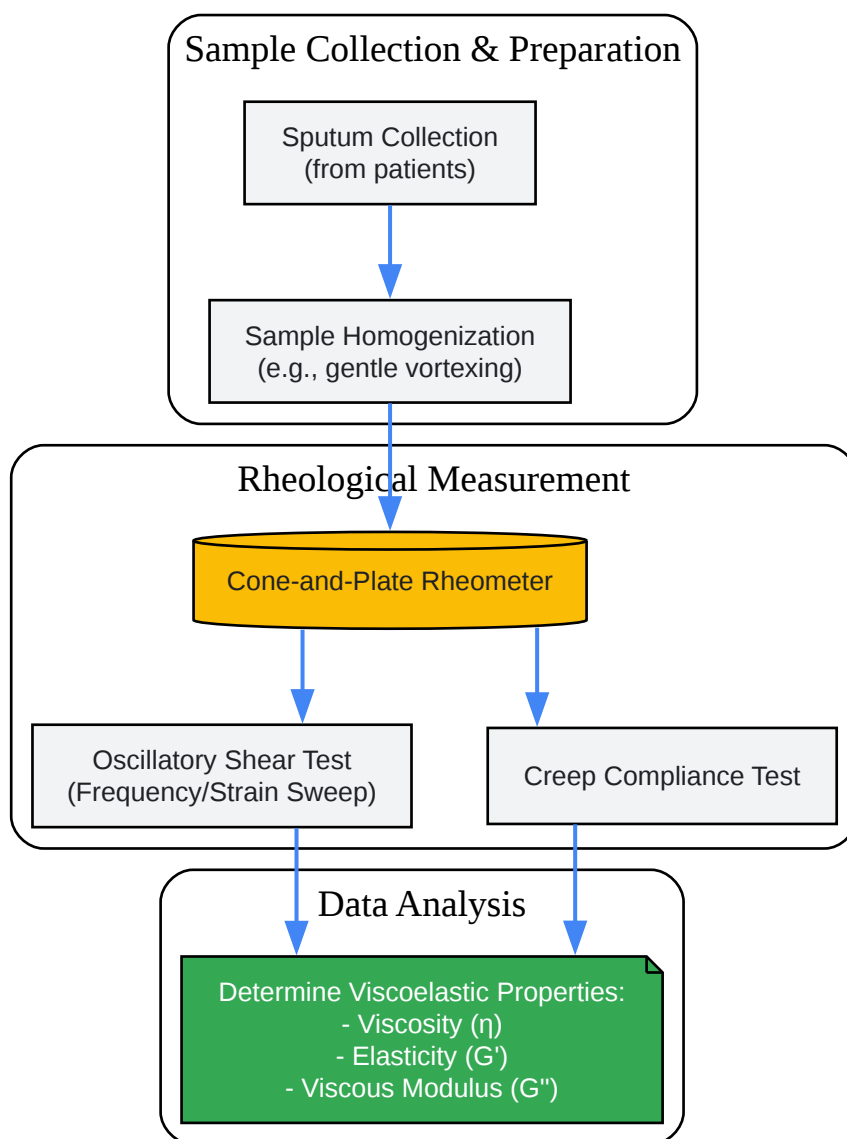 Sample Collection & Preparation
Sputum Collection
(from patients)
Sample Homogenization
(e.g., gentle vortexing)
Rheological Measurement
Cone-and-Plate Rheometer
Oscillatory Shear Test
(Frequency/Strain Sweep)
Creep Compliance Test
Data Analysis
Determine Viscoelastic Properties:
- Viscosity (η)
- Elasticity (G')
- Viscous Modulus (G'')